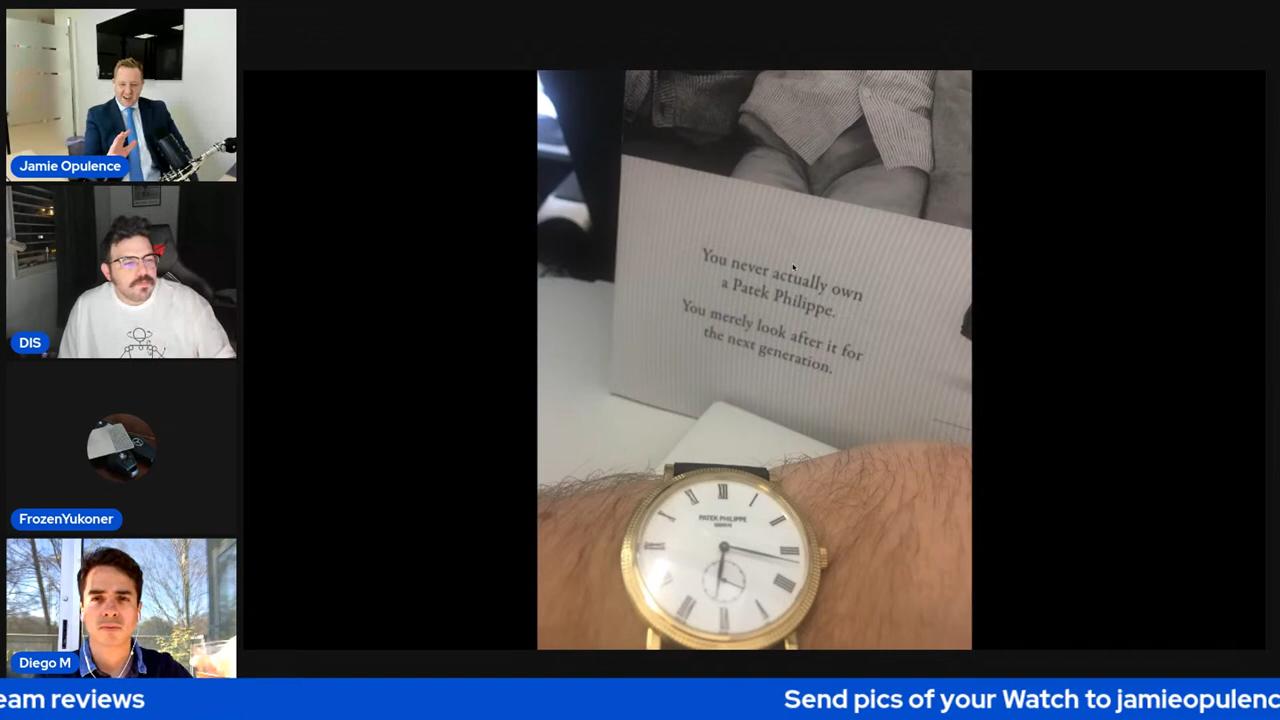 Jamie Opulence
DIS
FrozenYukoner
Diego M
You never actually own
a Patek Philippe.
You merely look after it for
the next generation.
XII
PATEK PHILIPPE
GENEVE
eam reviews
Send pics of your Watch to jamieopulenc